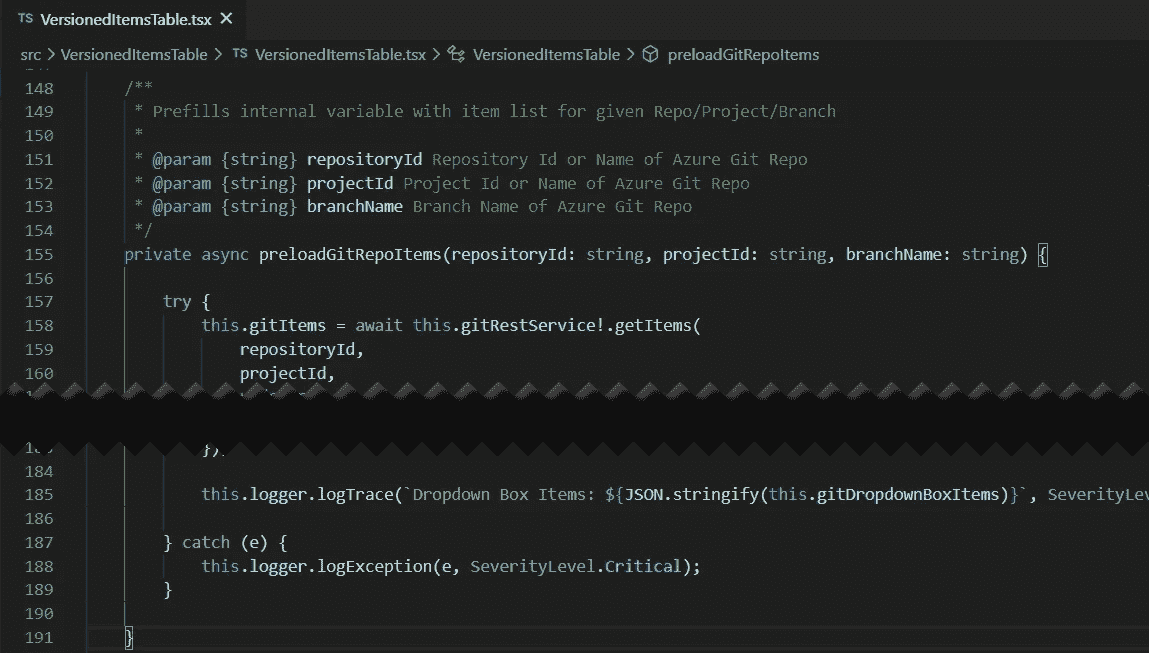 TS VersionedItemsTable.tsx ✕
src > VersionedItemsTable > TS VersionedItemsTable.tsx > VersionedItemsTable > preloadGitRepoItems
148 /**
149 * Prefills internal variable with item list for given Repo/Project/Branch
150 *
151 * @param {string} repositoryId Repository Id or Name of Azure Git Repo
152 * @param {string} projectId Project Id or Name of Azure Git Repo
153 * @param {string} branchName Branch Name of Azure Git Repo
154 */
155 private async preloadGitRepoItems(repositoryId: string, projectId: string, branchName: string) {
156
157 try {
158 this.gitItems = await this.gitRestService!.getItems(
159 repositoryId,
160 projectId,
184
185 this.logger.logTrace(`Dropdown Box Items: ${JSON.stringify(this.gitDropdownBoxItems)}`, SeverityLev
186
187 } catch (e) {
188 this.logger.logException(e, SeverityLevel.Critical);
189 }
190
191 }